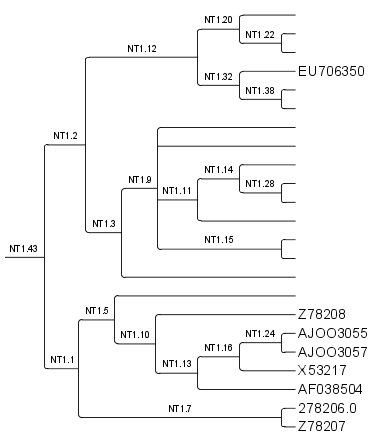 NT1.20
NT1.22
NT1.12
EU706350
NT1.32
NT1.38
NT1.2
NT1.14
NT1.9
NT1.28
NT1.11
NT1.3
NT1.15
NT1.43
NT1.5
Z78208
NT1.10
NT1.24
AJOO3055
NT1.16
AJOO3057
NT1.1
NT1.13
X53217
AF038504
NT1.7
278206.0
Z78207